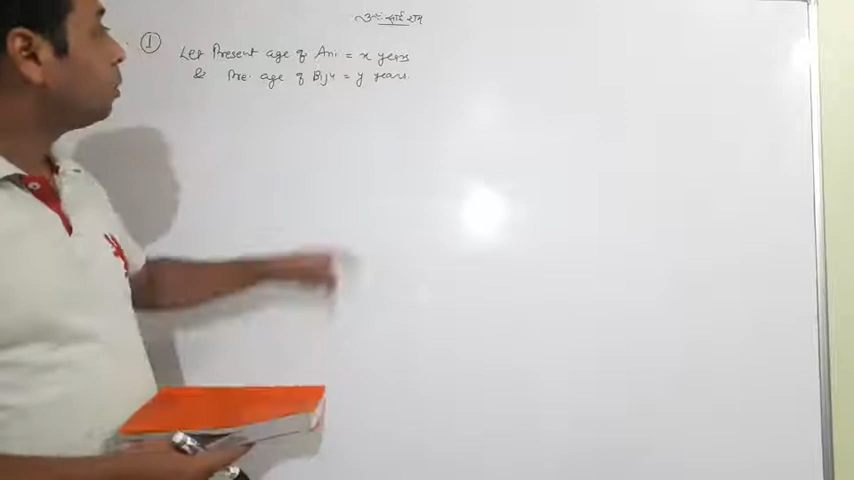 ॐ साईं राम
① Let Present age of Ani = x years
& Pre. age of Biju = y years.